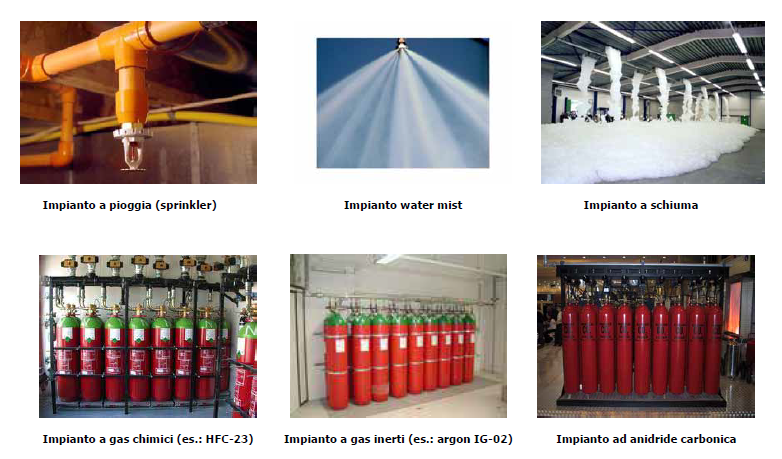 Impianto a pioggia (sprinkler)
Impianto water mist
Impianto a schiuma
Impianto a gas chimici (es.: HFC-23)
Impianto a gas inerti (es.: argon IG-02)
Impianto ad anidride carbonica